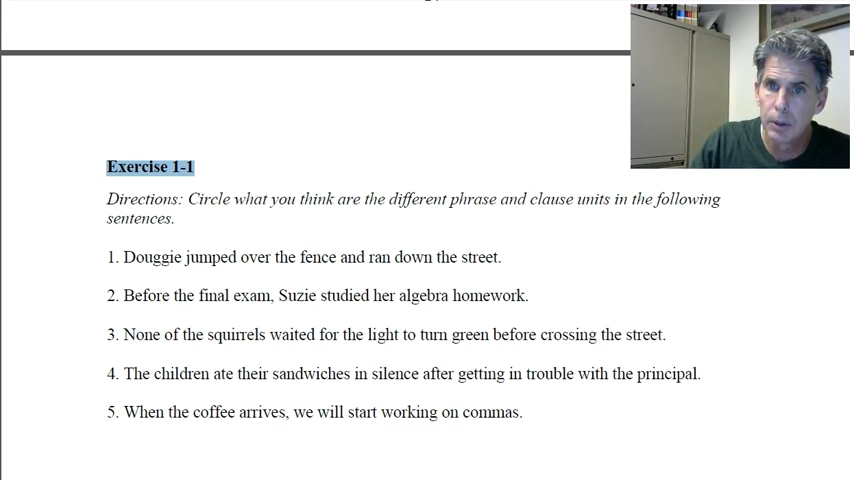 Exercise 1-1
Directions: Circle what you think are the different phrase and clause units in the following
sentences.
1. Douggie jumped over the fence and ran down the street.
2. Before the final exam, Suzie studied her algebra homework.
3. None of the squirrels waited for the light to turn green before crossing the street.
4. The children ate their sandwiches in silence after getting in trouble with the principal.
5. When the coffee arrives, we will start working on commas.